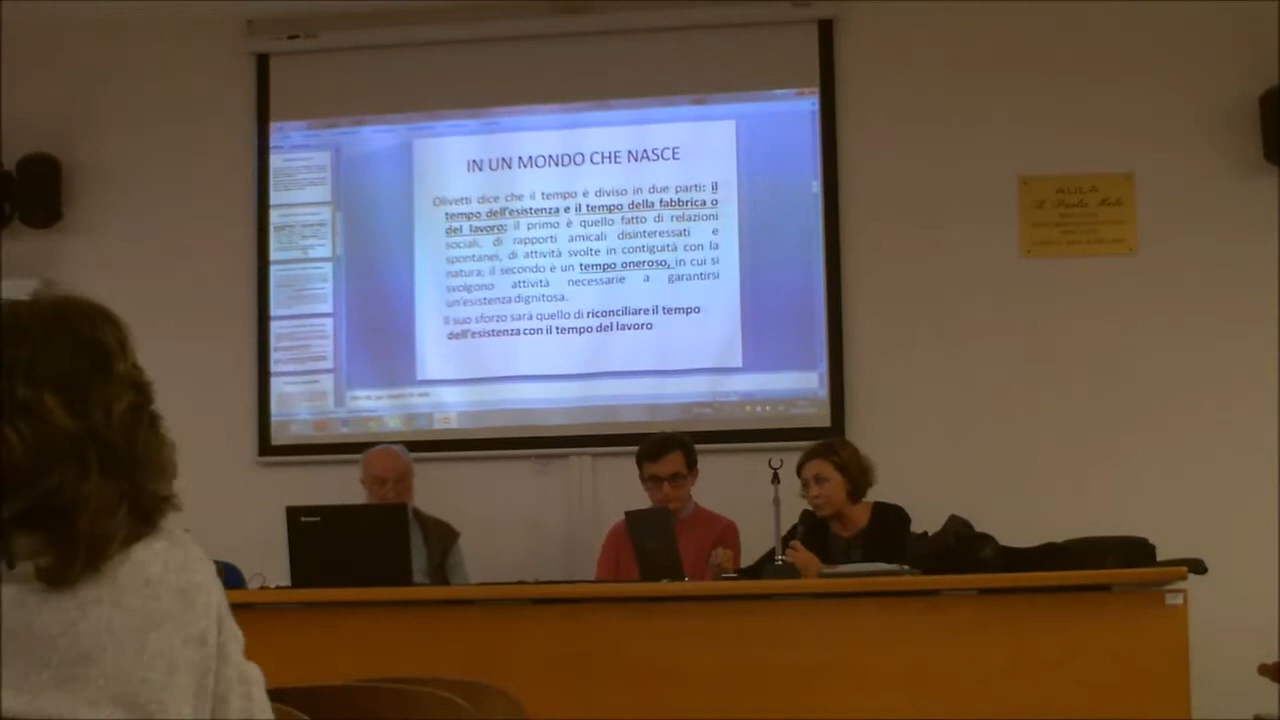 IN UN MONDO CHE NASCE
Olivetti dice che il tempo è diviso in due parti: il
tempo dell'esistenza e il tempo della fabbrica o
del lavoro; il primo è quello fatto di relazioni
sociali, di rapporti amicali disinteressati e
spontanei, di attività svolte in contiguità con la
natura; il secondo è un tempo oneroso, in cui si
svolgono attività necessarie a garantirsi
un'esistenza dignitosa.
Il suo sforzo sarà quello di riconciliare il tempo
dell'esistenza con il tempo del lavoro
AULA